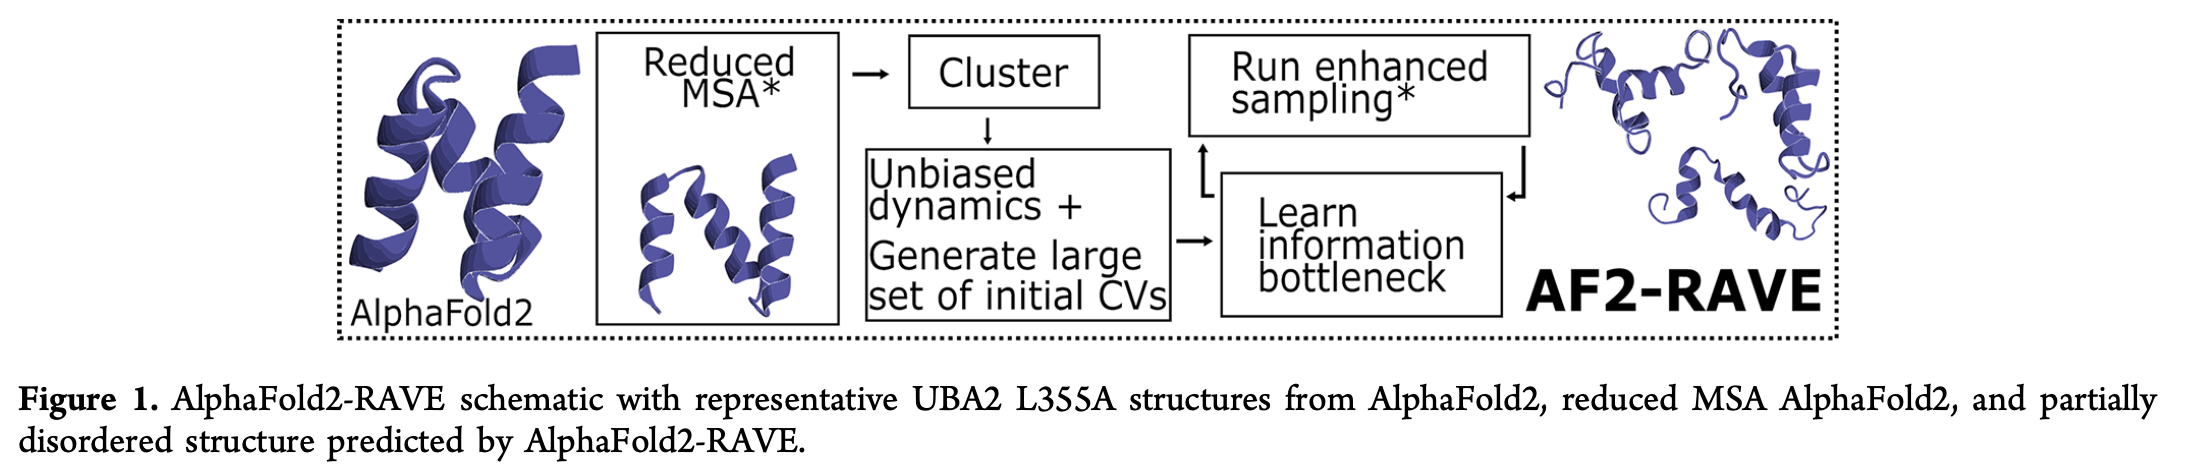 AlphaFold2
Reduced
MSA*
Cluster
Unbiased
dynamics +
Generate large
set of initial CVs
Run enhanced
sampling*
Learn
information
bottleneck
AF2-RAVE
Figure 1. AlphaFold2-RAVE schematic with representative UBA2 L355A structures from AlphaFold2, reduced MSA AlphaFold2, and partially
disordered structure predicted by AlphaFold2-RAVE.